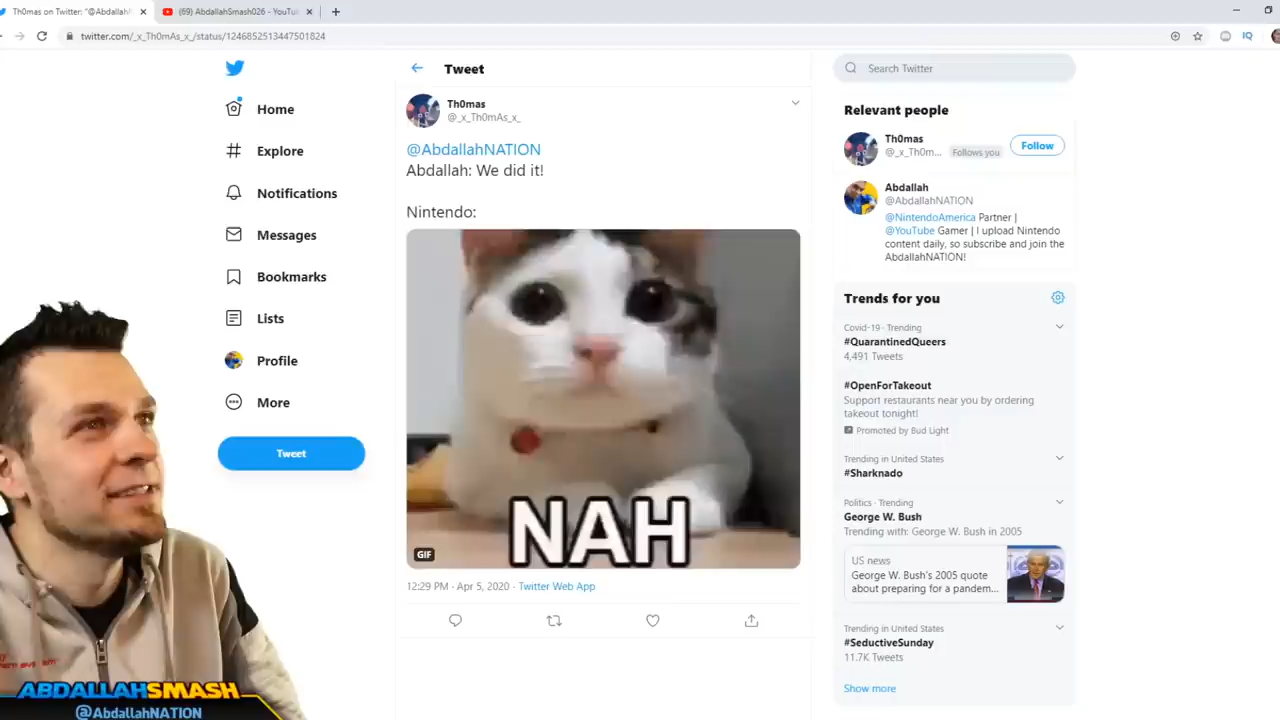 Th0mas on Twitter: "@Abdallah
(69) AbdallahSmash026 - YouTu
twitter.com/_x_Th0mAs_x_/status/1246852513447501824
IQ
Home
Explore
Notifications
Messages
Bookmarks
Lists
Profile
More
Tweet
Tweet
Th0mas
@_x_Th0mAs_x_
@AbdallahNATION
Abdallah: We did it!
Nintendo:
NAH
GIF
12:29 PM · Apr 5, 2020 · Twitter Web App
Search Twitter
Relevant people
Th0mas
@_x_Th0m... Follows you
Follow
Abdallah
@AbdallahNATION
@NintendoAmerica Partner |
@YouTube Gamer | I upload Nintendo
content daily, so subscribe and join the
AbdallahNATION!
Trends for you
Covid-19 · Trending
#QuarantinedQueers
4,491 Tweets
#OpenForTakeout
Support restaurants near you by ordering
takeout tonight!
Promoted by Bud Light
Trending in United States
#Sharknado
Politics · Trending
George W. Bush
Trending with: George W. Bush in 2005
US news
George W. Bush's 2005 quote
about preparing for a pandem...
Trending in United States
#SeductiveSunday
11.7K Tweets
Show more
ABDALLAHSMASH
@AbdallahNATION